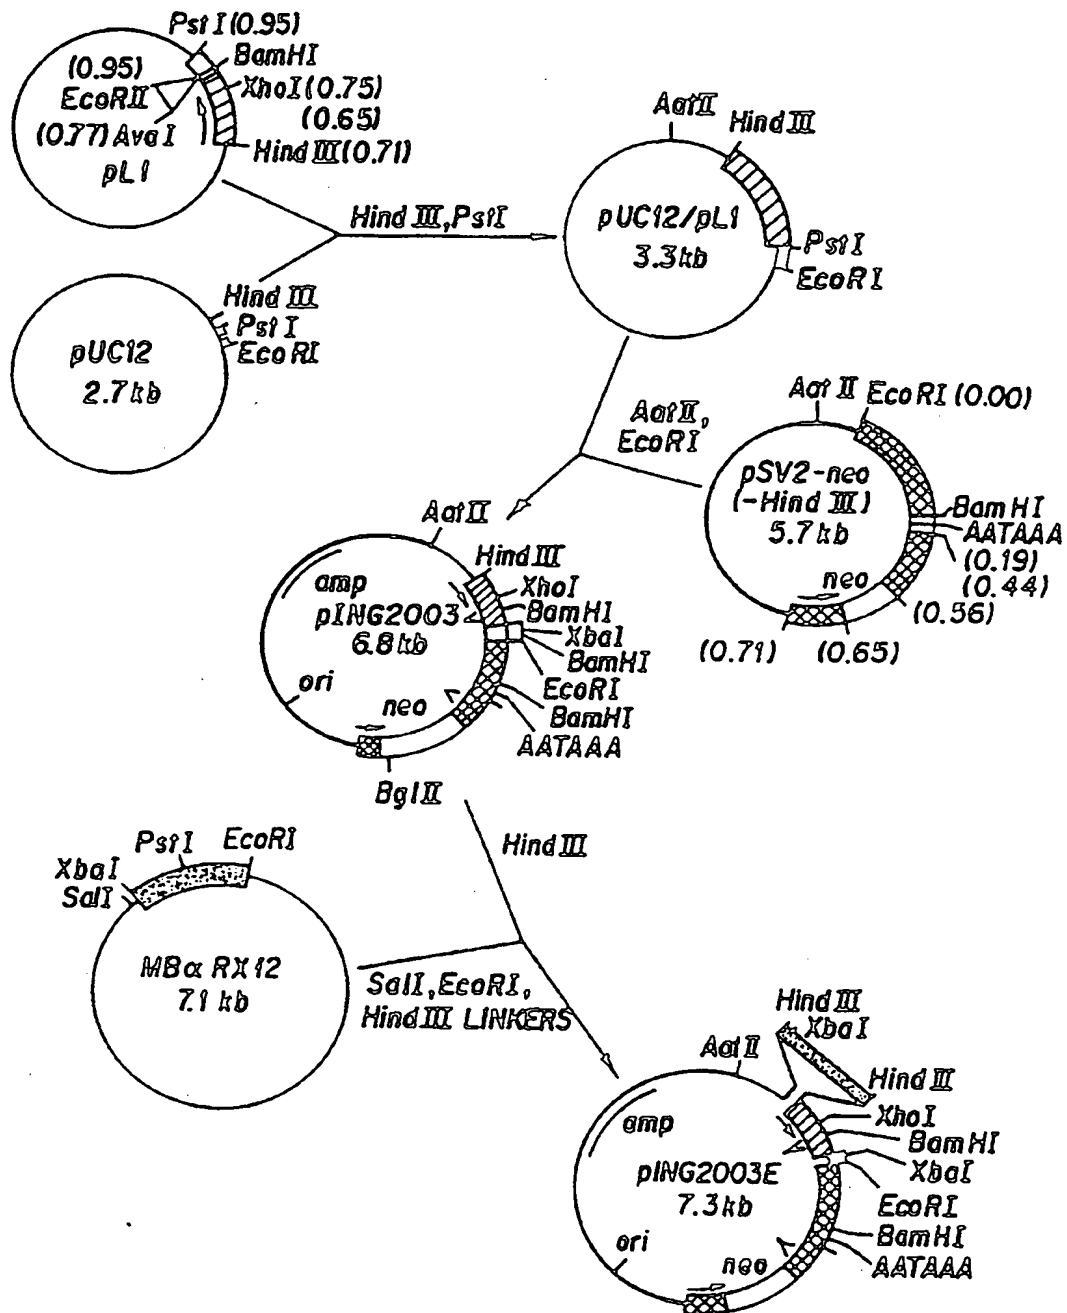 PstI (0.95)
BamHI
(0.95)
EcoRII
XhoI (0.75)
(0.65)
(0.77) AvaI
HindIII (0.71)
pL1
HindIII, PstI
AatII
HindIII
pUC12/pL1
3.3kb
PstI
EcoRI
HindIII
PstI
EcoRI
pUC12
2.7kb
AatII,
EcoRI
AatII
EcoRI (0.00)
pSV2-neo
(-HindIII)
5.7kb
BamHI
AATAAA
(0.19)
(0.44)
neo
(0.56)
(0.71)
(0.65)
AatII
HindIII
amp
XhoI
pING2003
BamHI
6.8kb
XbaI
BamHI
ori
EcoRI
neo
BamHI
AATAAA
BglII
HindIII
PstI
EcoRI
XbaI
SalI
MBα RX12
7.1 kb
SalI, EcoRI,
HindIII LINKERS
HindIII
XbaI
AatII
HindIII
amp
XhoI
BamHI
pING2003E
XbaI
7.3kb
EcoRI
ori
BamHI
neo
AATAAA